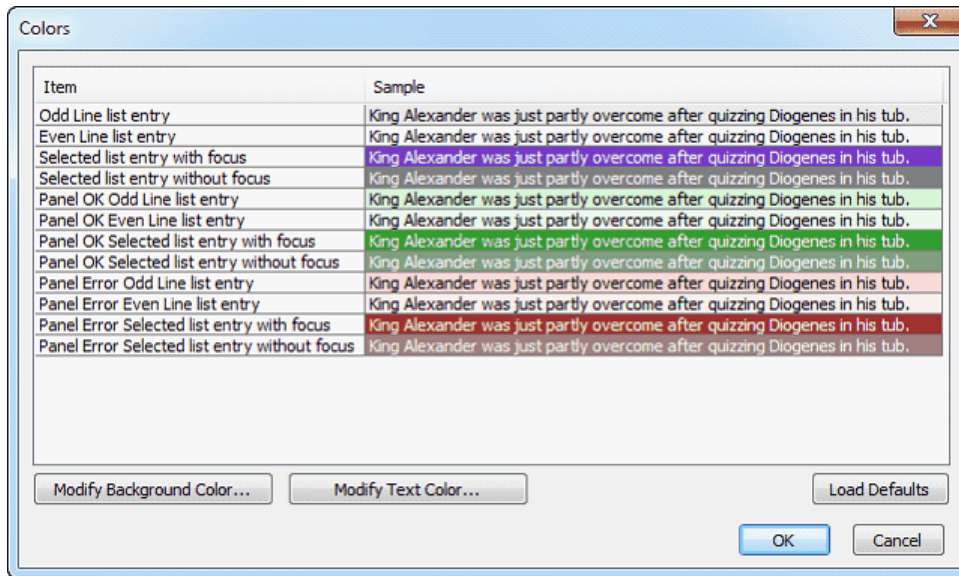 Colors
Item Sample
Odd Line list entry King Alexander was just partly overcome after quizzing Diogenes in his tub.
Even Line list entry King Alexander was just partly overcome after quizzing Diogenes in his tub.
Selected list entry with focus King Alexander was just partly overcome after quizzing Diogenes in his tub.
Selected list entry without focus King Alexander was just partly overcome after quizzing Diogenes in his tub.
Panel OK Odd Line list entry King Alexander was just partly overcome after quizzing Diogenes in his tub.
Panel OK Even Line list entry King Alexander was just partly overcome after quizzing Diogenes in his tub.
Panel OK Selected list entry with focus King Alexander was just partly overcome after quizzing Diogenes in his tub.
Panel OK Selected list entry without focus King Alexander was just partly overcome after quizzing Diogenes in his tub.
Panel Error Odd Line list entry King Alexander was just partly overcome after quizzing Diogenes in his tub.
Panel Error Even Line list entry King Alexander was just partly overcome after quizzing Diogenes in his tub.
Panel Error Selected list entry with focus King Alexander was just partly overcome after quizzing Diogenes in his tub.
Panel Error Selected list entry without focus King Alexander was just partly overcome after quizzing Diogenes in his tub.
Modify Background Color... Modify Text Color... Load Defaults
OK Cancel